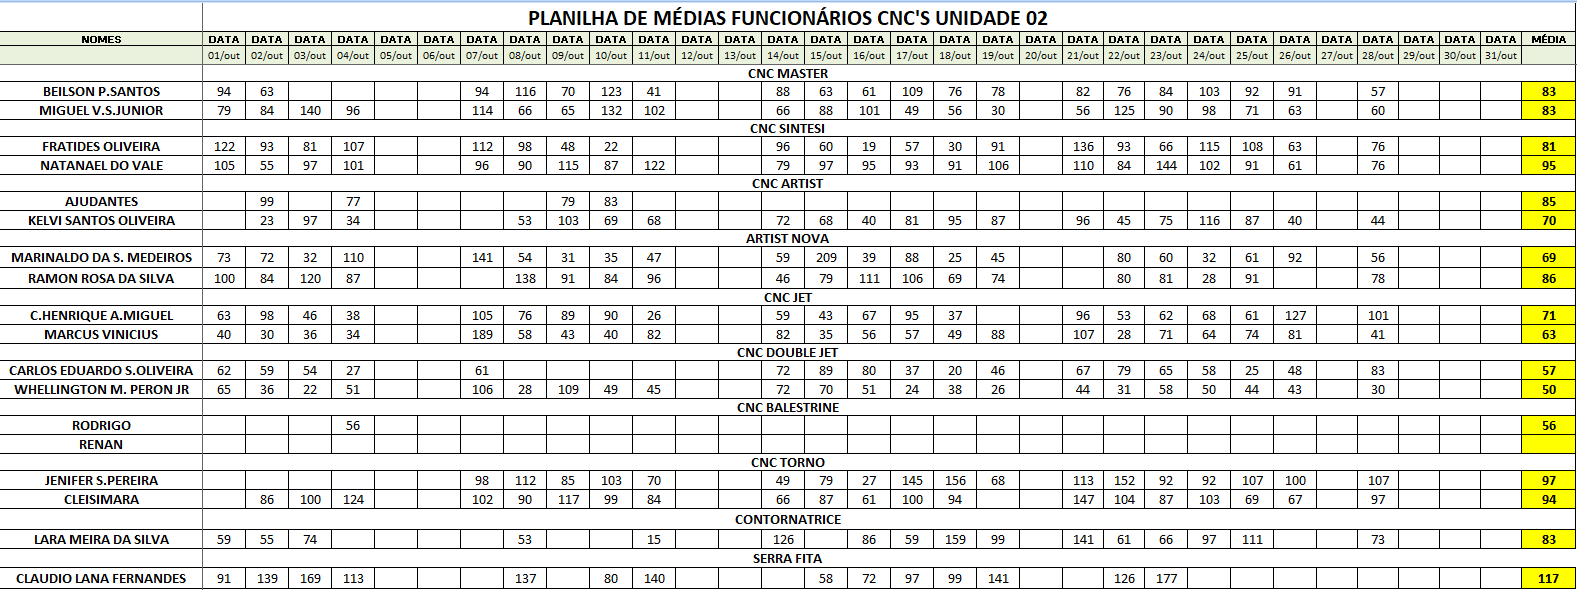 PLANILHA DE MÉDIAS FUNCIONÁRIOS CNC'S UNIDADE 02
NOMES DATA DATA DATA DATA DATA DATA DATA DATA DATA DATA DATA DATA DATA DATA DATA DATA DATA DATA DATA DATA DATA DATA DATA DATA DATA DATA DATA DATA DATA DATA DATA MÉDIA
01/out 02/out 03/out 04/out 05/out 06/out 07/out 08/out 09/out 10/out 11/out 12/out 13/out 14/out 15/out 16/out 17/out 18/out 19/out 20/out 21/out 22/out 23/out 24/out 25/out 26/out 27/out 28/out 29/out 30/out 31/out
CNC MASTER
BEILSON P.SANTOS 94 63 94 116 70 123 41 88 63 61 109 76 78 82 76 84 103 92 91 57 83
MIGUEL V.S.JUNIOR 79 84 140 96 114 66 65 132 102 66 88 101 49 56 30 56 125 90 98 71 63 60 83
CNC SINTESI
FRATIDES OLIVEIRA 122 93 81 107 112 98 48 22 96 60 19 57 30 91 136 93 66 115 108 63 76 81
NATANAEL DO VALE 105 55 97 101 96 90 115 87 122 79 97 95 93 91 106 110 84 144 102 91 61 76 95
CNC ARTIST
AJUDANTES 99 77 79 83 85
KELVI SANTOS OLIVEIRA 23 97 34 53 103 69 68 72 68 40 81 95 87 96 45 75 116 87 40 44 70
ARTIST NOVA
MARINALDO DA S. MEDEIROS 73 72 32 110 141 54 31 35 47 59 209 39 88 25 45 80 60 32 61 92 56 69
RAMON ROSA DA SILVA 100 84 120 87 138 91 84 96 46 79 111 106 69 74 80 81 28 91 78 86
CNC JET
C.HENRIQUE A.MIGUEL 63 98 46 38 105 76 89 90 26 59 43 67 95 37 96 53 62 68 61 127 101 71
MARCUS VINICIUS 40 30 36 34 189 58 43 40 82 82 35 56 57 49 88 107 28 71 64 74 81 41 63
CNC DOUBLE JET
CARLOS EDUARDO S.OLIVEIRA 62 59 54 27 61 72 89 80 37 20 46 67 79 65 58 25 48 83 57
WHELLINGTON M. PERON JR 65 36 22 51 106 28 109 49 45 72 70 51 24 38 26 44 31 58 50 44 43 30 50
CNC BALESTRINE
RODRIGO 56 56
RENAN
CNC TORNO
JENIFER S.PEREIRA 98 112 85 103 70 49 79 27 145 156 68 113 152 92 92 107 100 107 97
CLEISIMARA 86 100 124 102 90 117 99 84 66 87 61 100 94 147 104 87 103 69 67 97 94
CONTORNATRICE
LARA MEIRA DA SILVA 59 55 74 53 15 126 86 59 159 99 141 61 66 97 111 73 83
SERRA FITA
CLAUDIO LANA FERNANDES 91 139 169 113 137 80 140 58 72 97 99 141 126 177 117